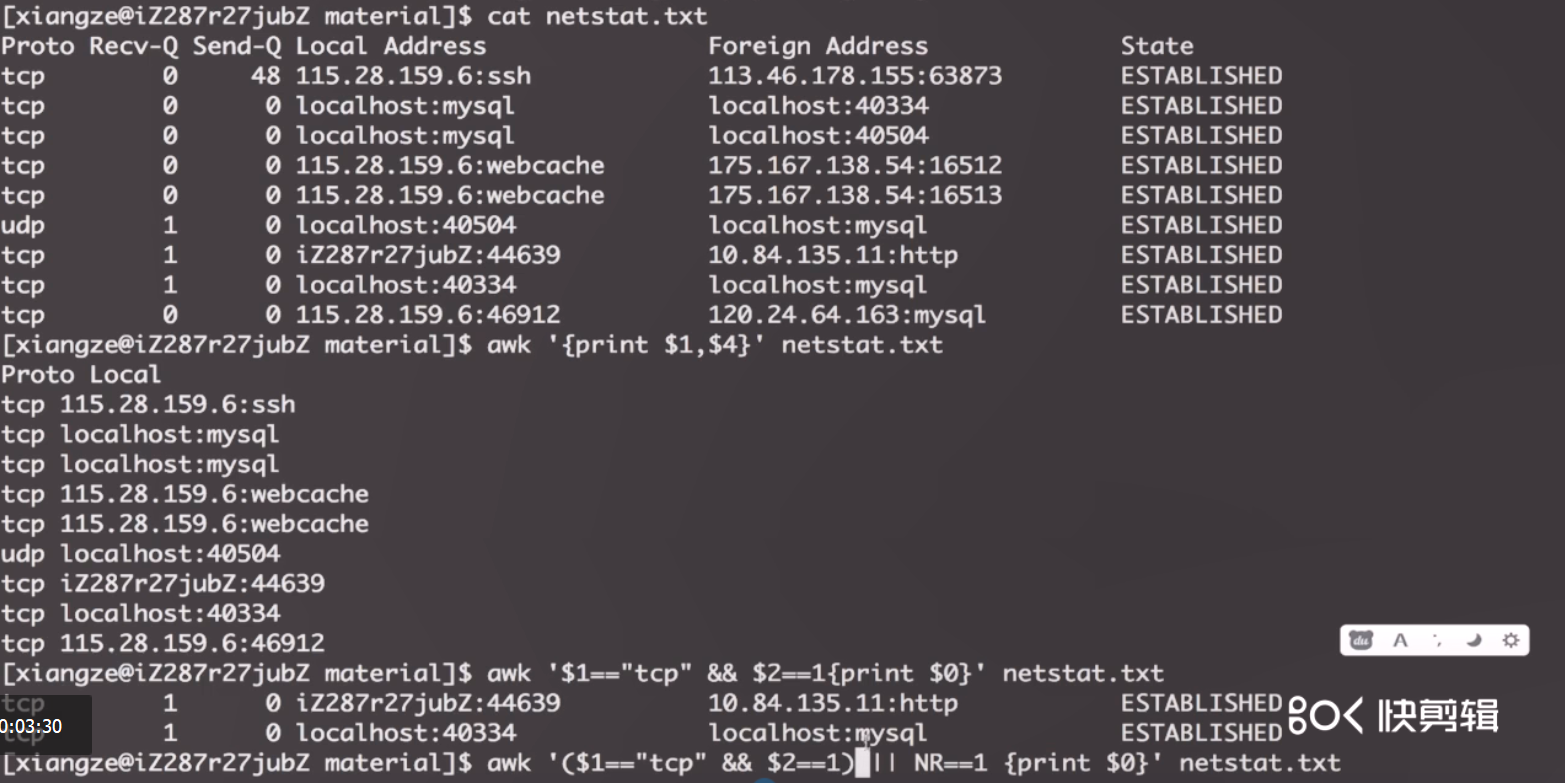 [xiangze@iZ287r27jubZ material]$ cat netstat.txt
Proto Recv-Q Send-Q Local Address Foreign Address State
tcp 0 48 115.28.159.6:ssh 113.46.178.155:63873 ESTABLISHED
tcp 0 0 localhost:mysql localhost:40334 ESTABLISHED
tcp 0 0 localhost:mysql localhost:40504 ESTABLISHED
tcp 0 0 115.28.159.6:webcache 175.167.138.54:16512 ESTABLISHED
tcp 0 0 115.28.159.6:webcache 175.167.138.54:16513 ESTABLISHED
udp 1 0 localhost:40504 localhost:mysql ESTABLISHED
tcp 1 0 iZ287r27jubZ:44639 10.84.135.11:http ESTABLISHED
tcp 1 0 localhost:40334 localhost:mysql ESTABLISHED
tcp 0 0 115.28.159.6:46912 120.24.64.163:mysql ESTABLISHED
[xiangze@iZ287r27jubZ material]$ awk '{print $1,$4}' netstat.txt
Proto Local
tcp 115.28.159.6:ssh
tcp localhost:mysql
tcp localhost:mysql
tcp 115.28.159.6:webcache
tcp 115.28.159.6:webcache
udp localhost:40504
tcp iZ287r27jubZ:44639
tcp localhost:40334
tcp 115.28.159.6:46912
du A
[xiangze@iZ287r27jubZ material]$ awk '$1=="tcp" && $2==1{print $0}' netstat.txt
tcp 1 0 iZ287r27jubZ:44639 10.84.135.11:http ESTABLISHED
快剪辑
0:03:30
tcp 1 0 localhost:40334 localhost:mysql ESTABLISHED
[xiangze@iZ287r27jubZ material]$ awk '($1=="tcp" && $2==1) || NR==1 {print $0}' netstat.txt